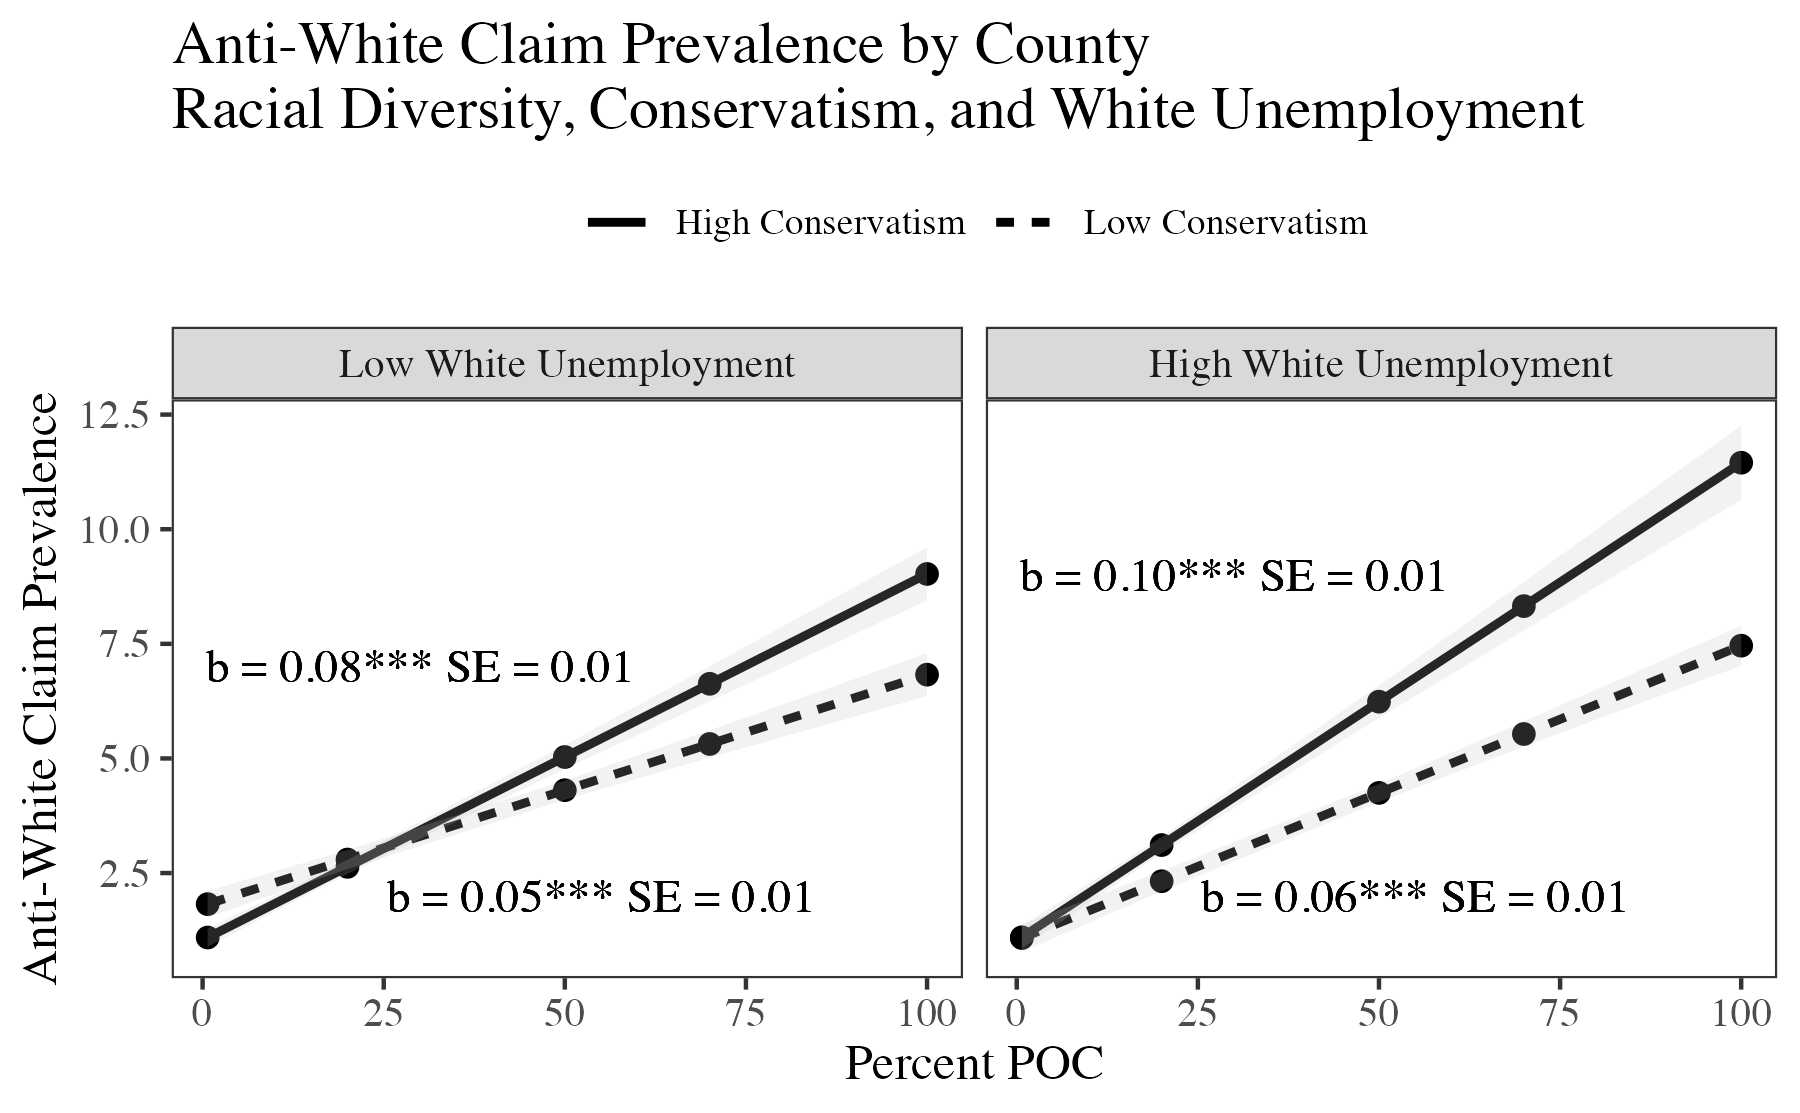 Anti-White Claim Prevalence by County
Racial Diversity, Conservatism, and White Unemployment
High Conservatism
Low Conservatism
Low White Unemployment
High White Unemployment
Anti-White Claim Prevalence
12.5
10.0
7.5
5.0
2.5
b = 0.08*** SE = 0.01
b = 0.05*** SE = 0.01
b = 0.10*** SE = 0.01
b = 0.06*** SE = 0.01
0 25 50 75 100
0 25 50 75 100
Percent POC